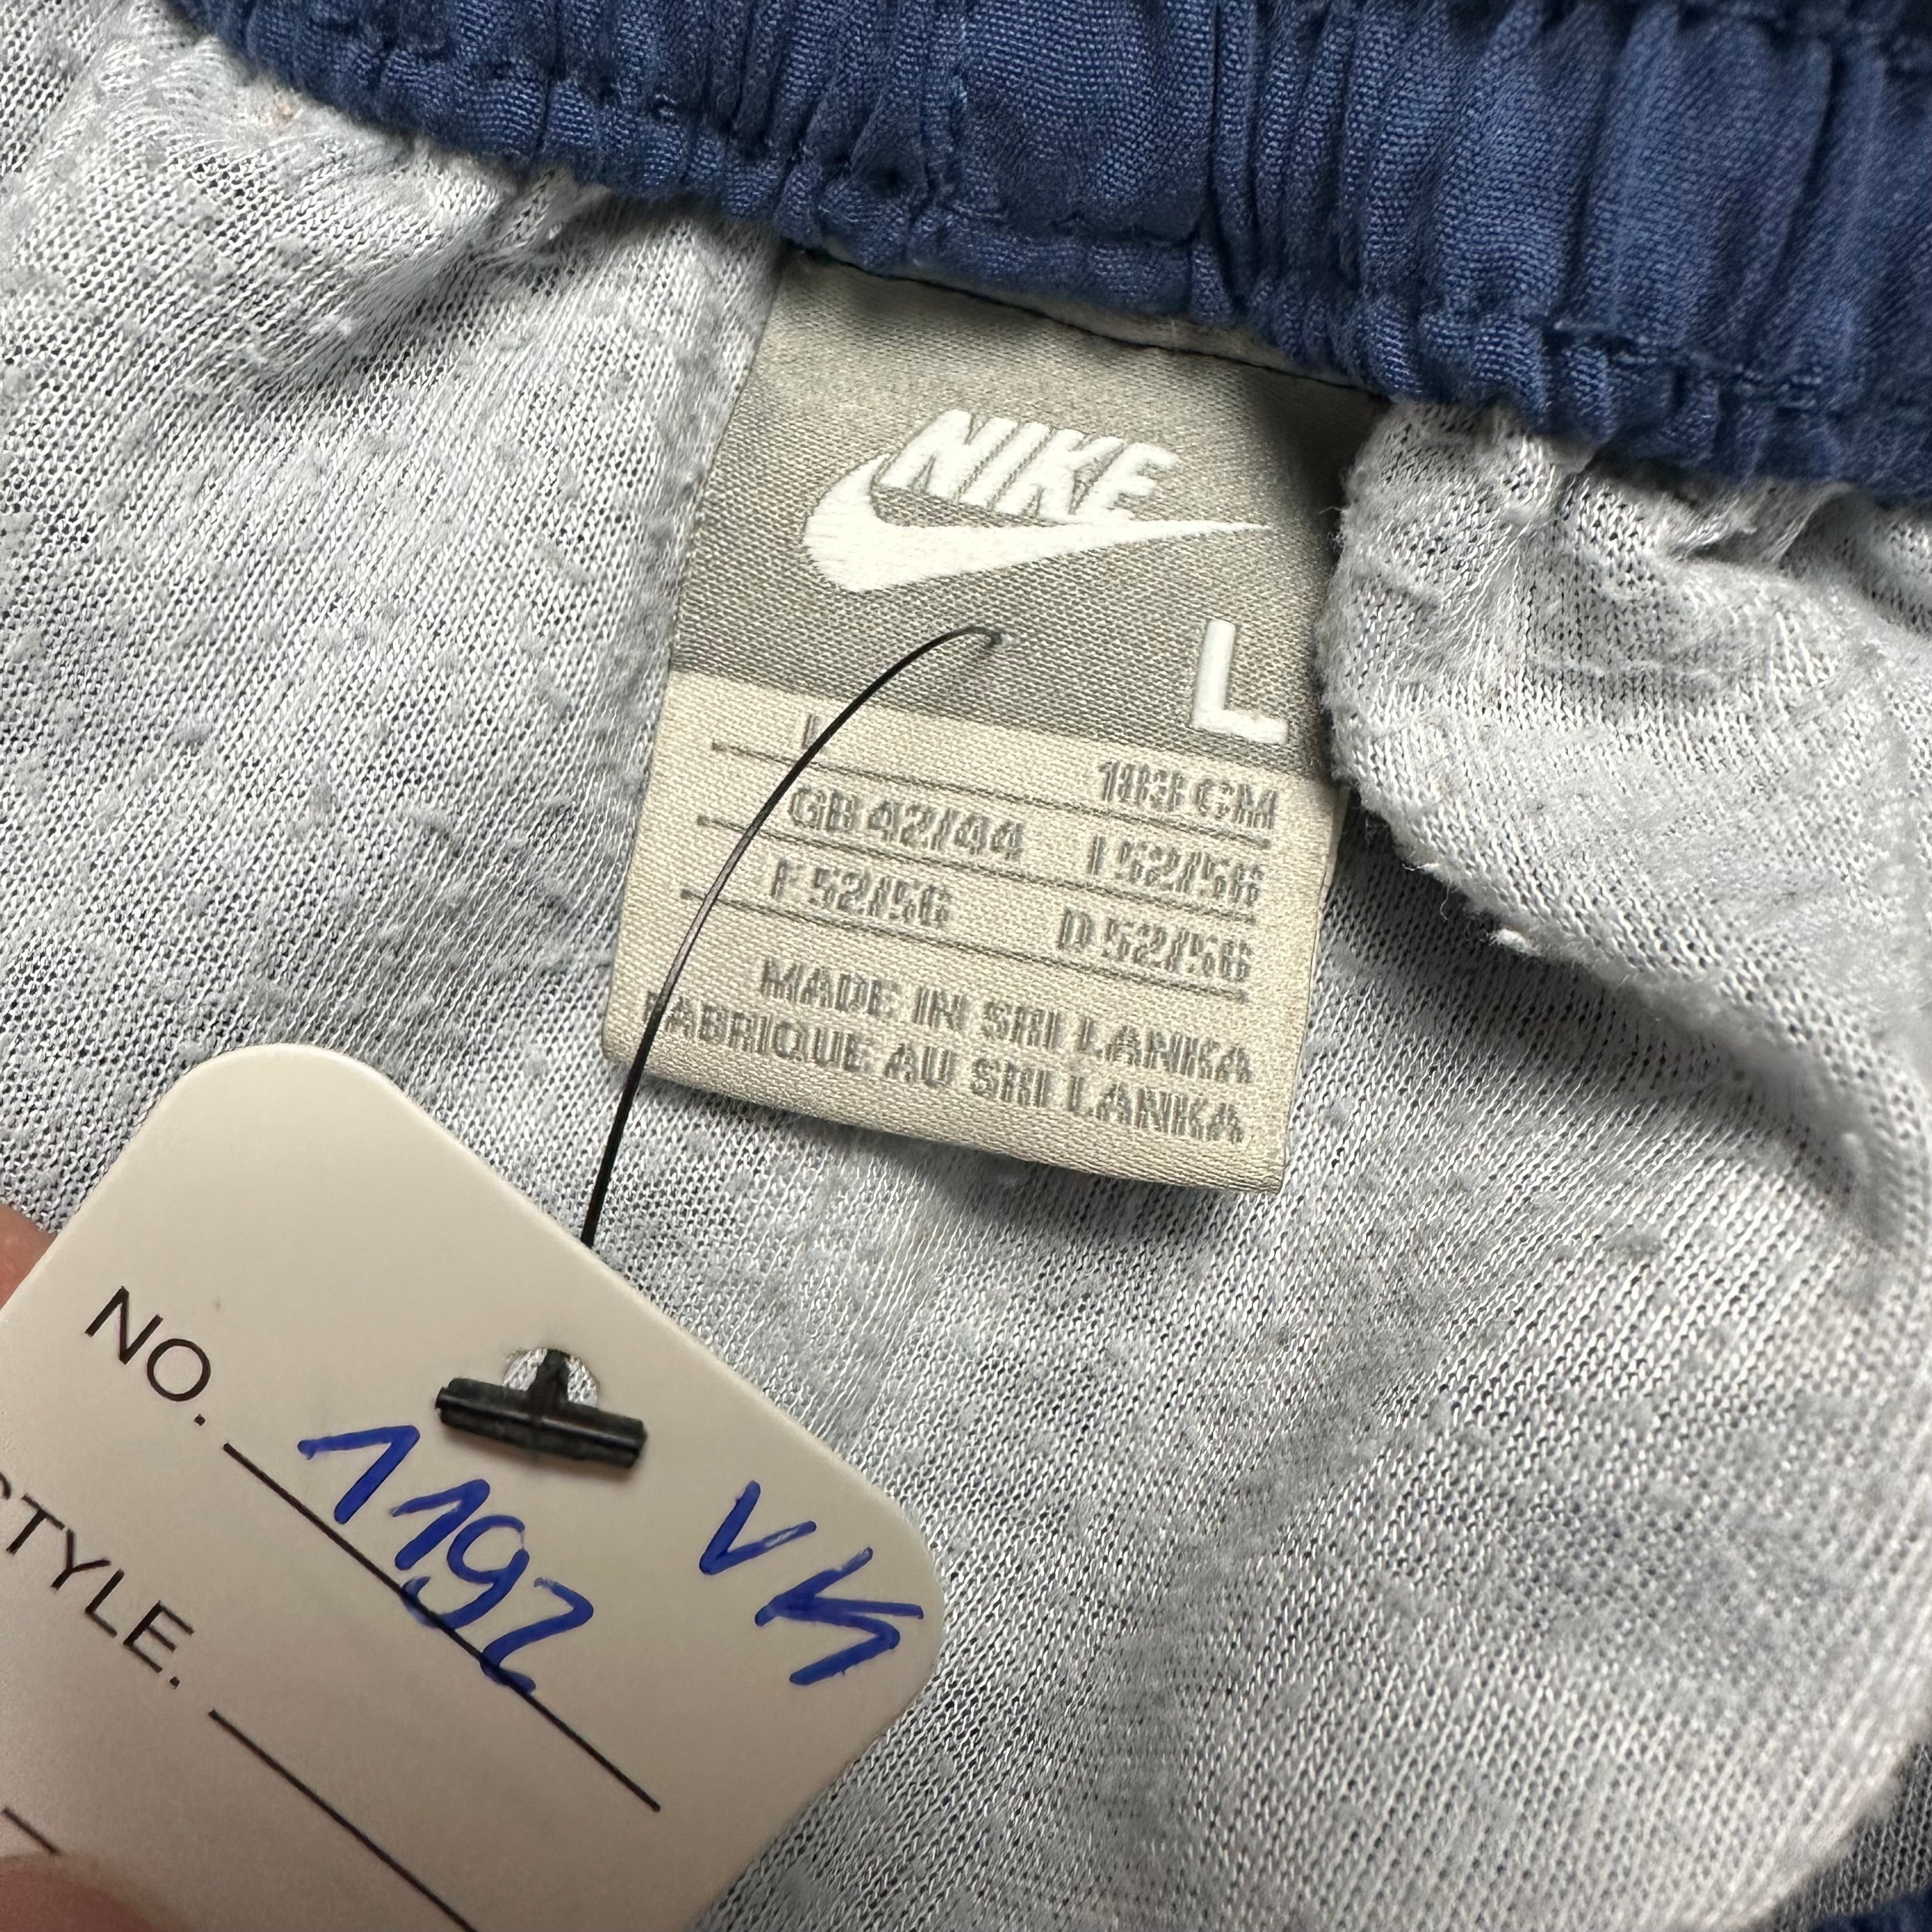 NIKE
L
L 183 CM
GB 42/44 I 52/56
F 52/56 D 52/56
MADE IN SRI LANKA
FABRIQUE AU SRI LANKA
NO. 1192 VK
STYLE.